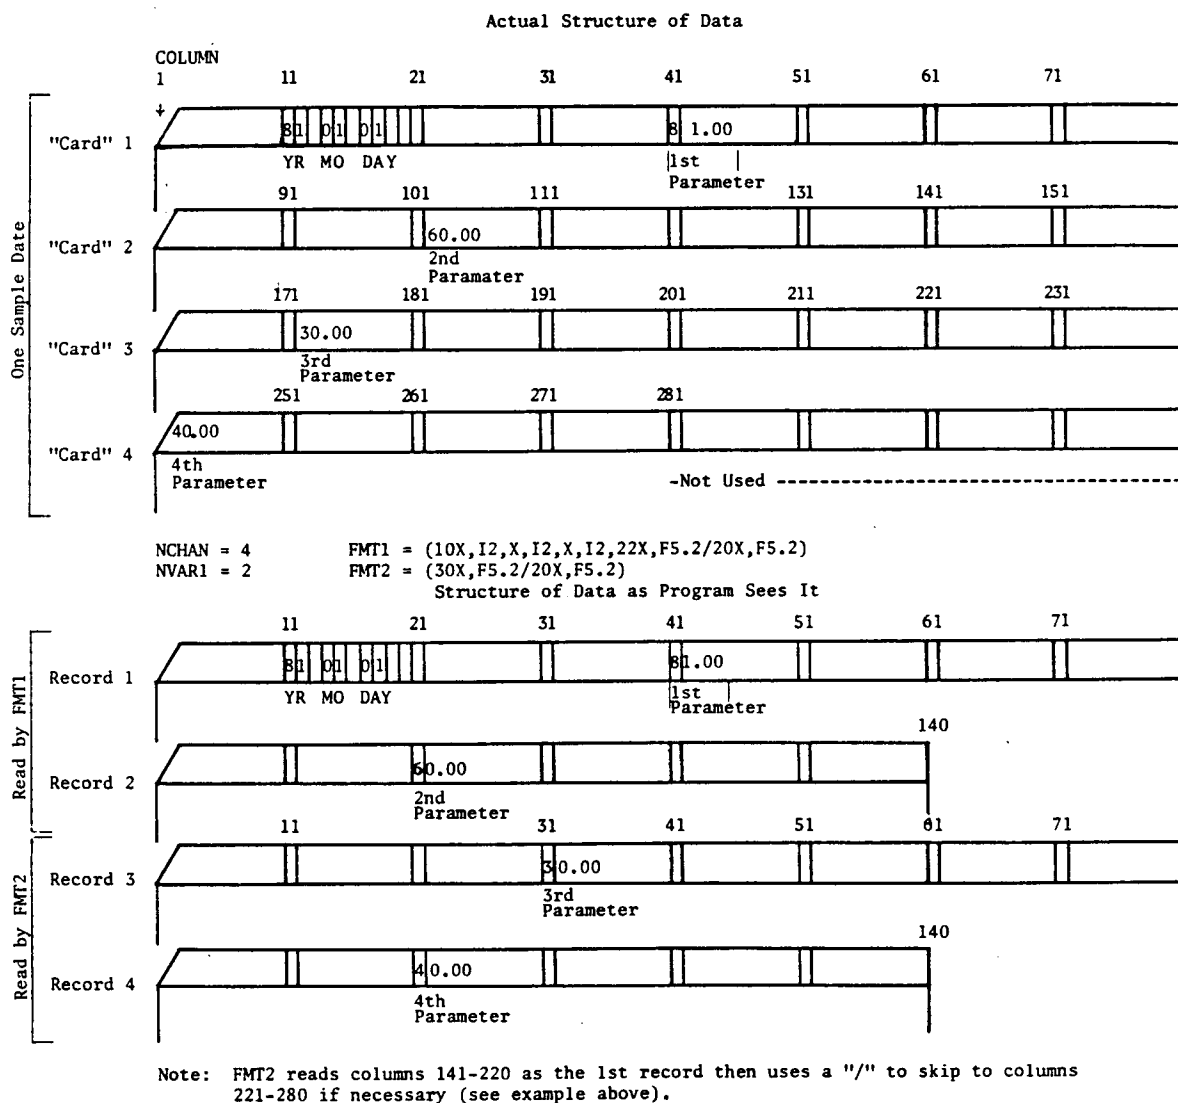 Actual Structure of Data
COLUMN
1 11 21 31 41 51 61 71
"Card" 1 81 01 01 8 1.00
YR MO DAY 1st
Parameter
91 101 111 131 141 151
"Card" 2 60.00
2nd
Paramater
171 181 191 201 211 221 231
"Card" 3 30.00
3rd
Parameter
251 261 271 281
"Card" 4 40.00
4th
Parameter
-Not Used --------------------------------
One Sample Date
NCHAN = 4 FMT1 = (10X,I2,X,I2,X,I2,22X,F5.2/20X,F5.2)
NVAR1 = 2 FMT2 = (30X,F5.2/20X,F5.2)
Structure of Data as Program Sees It
11 21 31 41 51 61 71
Record 1 81 01 01 81.00
YR MO DAY 1st
Parameter
140
Record 2 60.00
2nd
Parameter
Read by FMT1
11 31 41 51 61 71
Record 3 30.00
3rd
Parameter
140
Record 4 40.00
4th
Parameter
Read by FMT2
Note: FMT2 reads columns 141-220 as the 1st record then uses a "/" to skip to columns
221-280 if necessary (see example above).